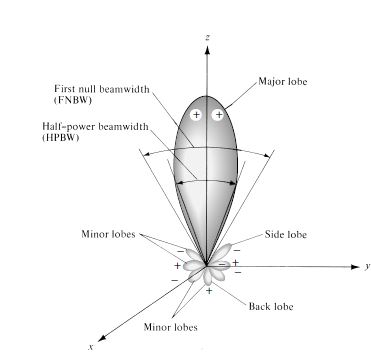 z
Major lobe
First null beamwidth
(FNBW)
+ +
Half-power beamwidth
(HPBW)
Minor lobes
Side lobe
− −
+ − +
− −
+
y
Back lobe
Minor lobes
x